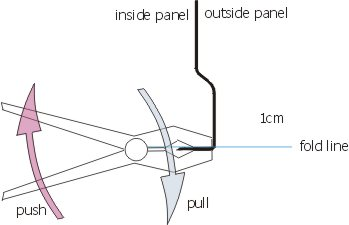 inside panel
outside panel
1cm
fold line
pull
push